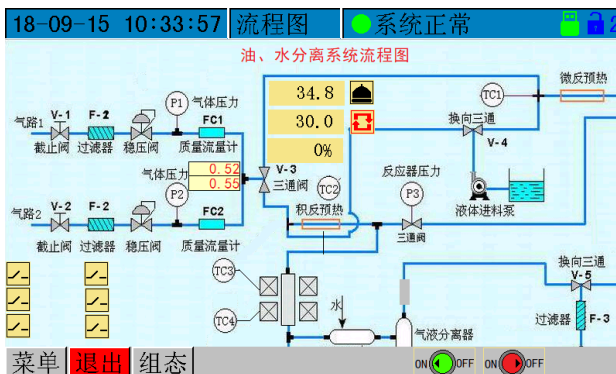 18-09-15 10:33:57 流程图 系统正常 2
油、水分离系统流程图
微反预热
34.8
TC1
P1 气体压力
换向三通
气路1 V-1 F-2 FC1
30.0
V-4
截止阀 过滤器 稳压阀 质量流量计
0%
气体压力 0.52
0.55
V-3
三通阀
TC2
反应器压力
P2
P3
液体进料泵
气路2 V-2 F-2 FC2
积反预热
三通阀
截止阀 过滤器 稳压阀 质量流量计
换向三通
V-5
TC3
水
过滤器 F-3
TC4
气液分离器
菜单 退出 组态 ON OFF ON OFF